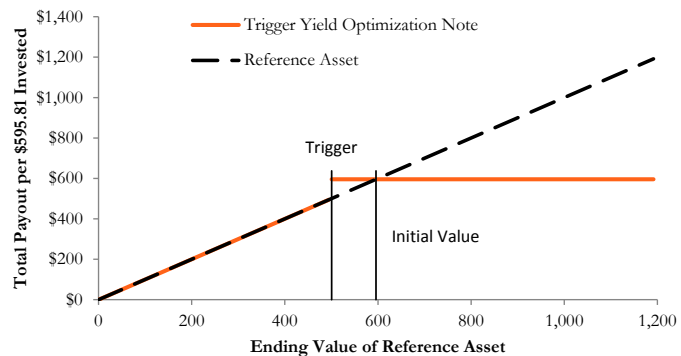 $1,400
$1,200
$1,000
$800
$600
$400
$200
$0
Total Payout per $595.81 Invested
Trigger Yield Optimization Note
Reference Asset
Trigger
Initial Value
0
200
400
600
800
1,000
1,200
Ending Value of Reference Asset